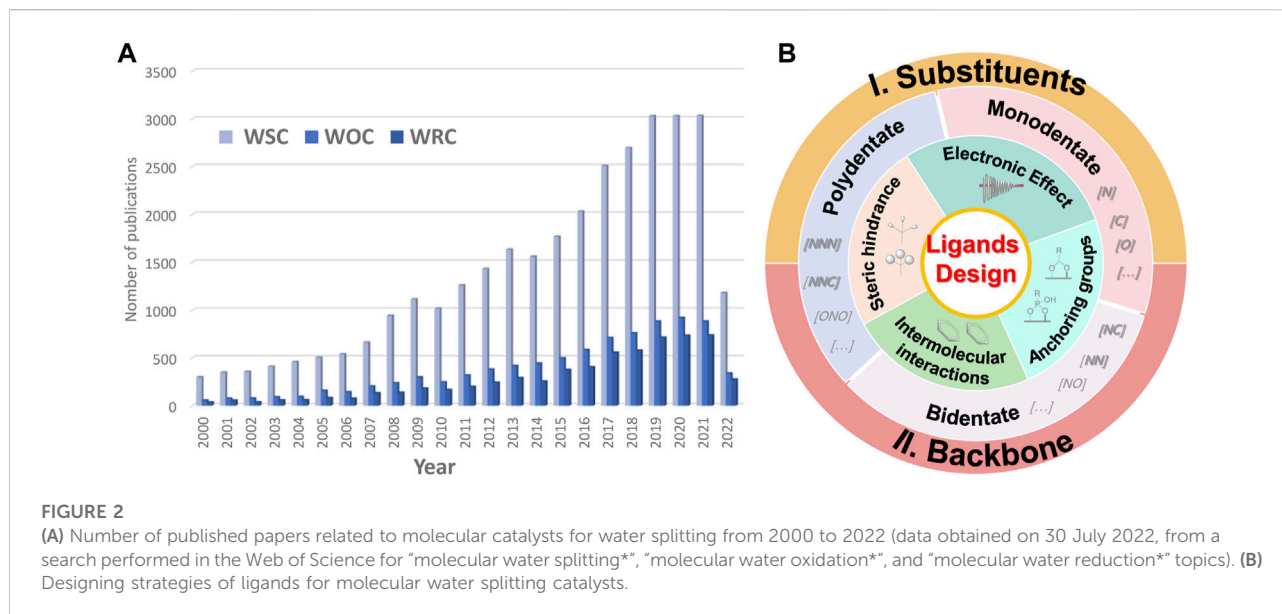 A
3500
3000
2500
2000
1500
1000
500
0
Number of publications
WSC WOC WRC
2000 2001 2002 2003 2004 2005 2006 2007 2008 2009 2010 2011 2012 2013 2014 2015 2016 2017 2018 2019 2020 2021 2022
Year
B
I. Substituents
Polydentate
[NNN]
[NNC]
[ONO]
[...]
Monodentate
[N]
[C]
[O]
[...]
Electronic Effect
Steric hindrance
Ligands
Design
R
O O
R
OH
P
O O
Anchoring groups
Intermolecular
interactions
[NC]
[NN]
[NO]
[...]
Bidentate
II. Backbone
FIGURE 2
(A) Number of published papers related to molecular catalysts for water splitting from 2000 to 2022 (data obtained on 30 July 2022, from a
search performed in the Web of Science for “molecular water splitting*“, “molecular water oxidation*“, and “molecular water reduction*” topics). (B)
Designing strategies of ligands for molecular water splitting catalysts.